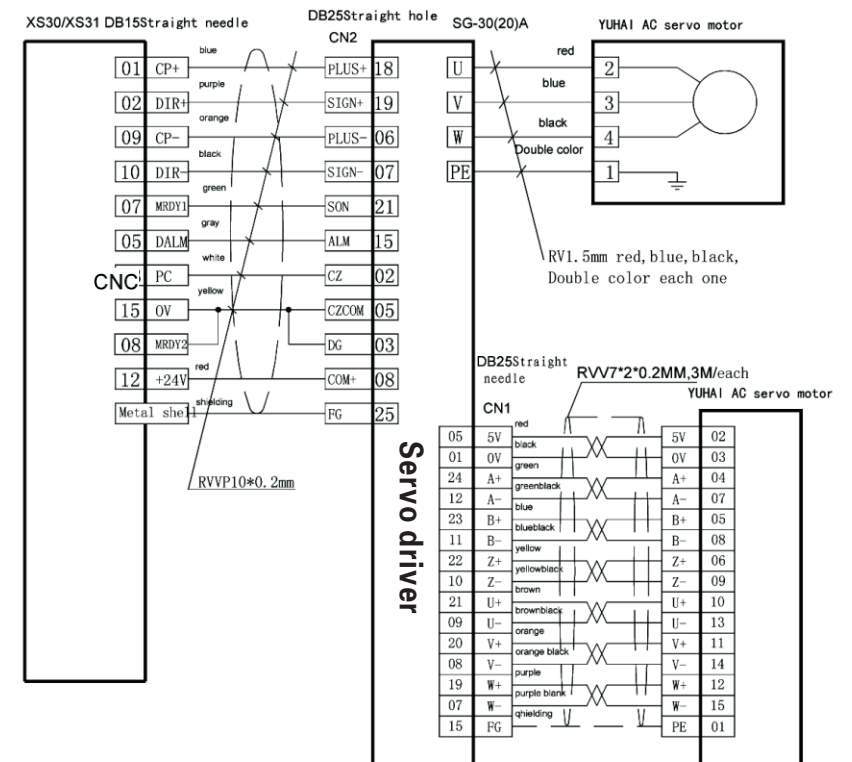 XS30/XS31 DB15Straight needle
DB25Straight hole
CN2
SG-30(20)A
YUHAI AC servo motor
01 CP+ blue PLUS+ 18
02 DIR+ purple SIGN+ 19
09 CP- orange PLUS- 06
10 DIR- black SIGN- 07
07 MRDY1 green SON 21
05 DALM gray ALM 15
CNC PC white CZ 02
15 0V yellow CZCOM 05
08 MRDY2 DG 03
12 +24V red COM+ 08
Metal shell shielding FG 25
RVVP10*0.2mm
U red 2
V blue 3
W black 4
PE Double color 1
RV1.5mm red,blue,black,
Double color each one
Servo driver
DB25Straight
needle
CN1
RVV7*2*0.2MM,3M/each
YUHAI AC servo motor
05 5V red 5V 02
01 0V black 0V 03
24 A+ green A+ 04
12 A- greenblack A- 07
23 B+ blue B+ 05
11 B- blueblack B- 08
22 Z+ yellow Z+ 06
10 Z- yellowblack Z- 09
21 U+ brown U+ 10
09 U- brownblack U- 13
20 V+ orange V+ 11
08 V- orange black V- 14
19 W+ purple W+ 12
07 W- purple blank W- 15
15 FG qhielding PE 01